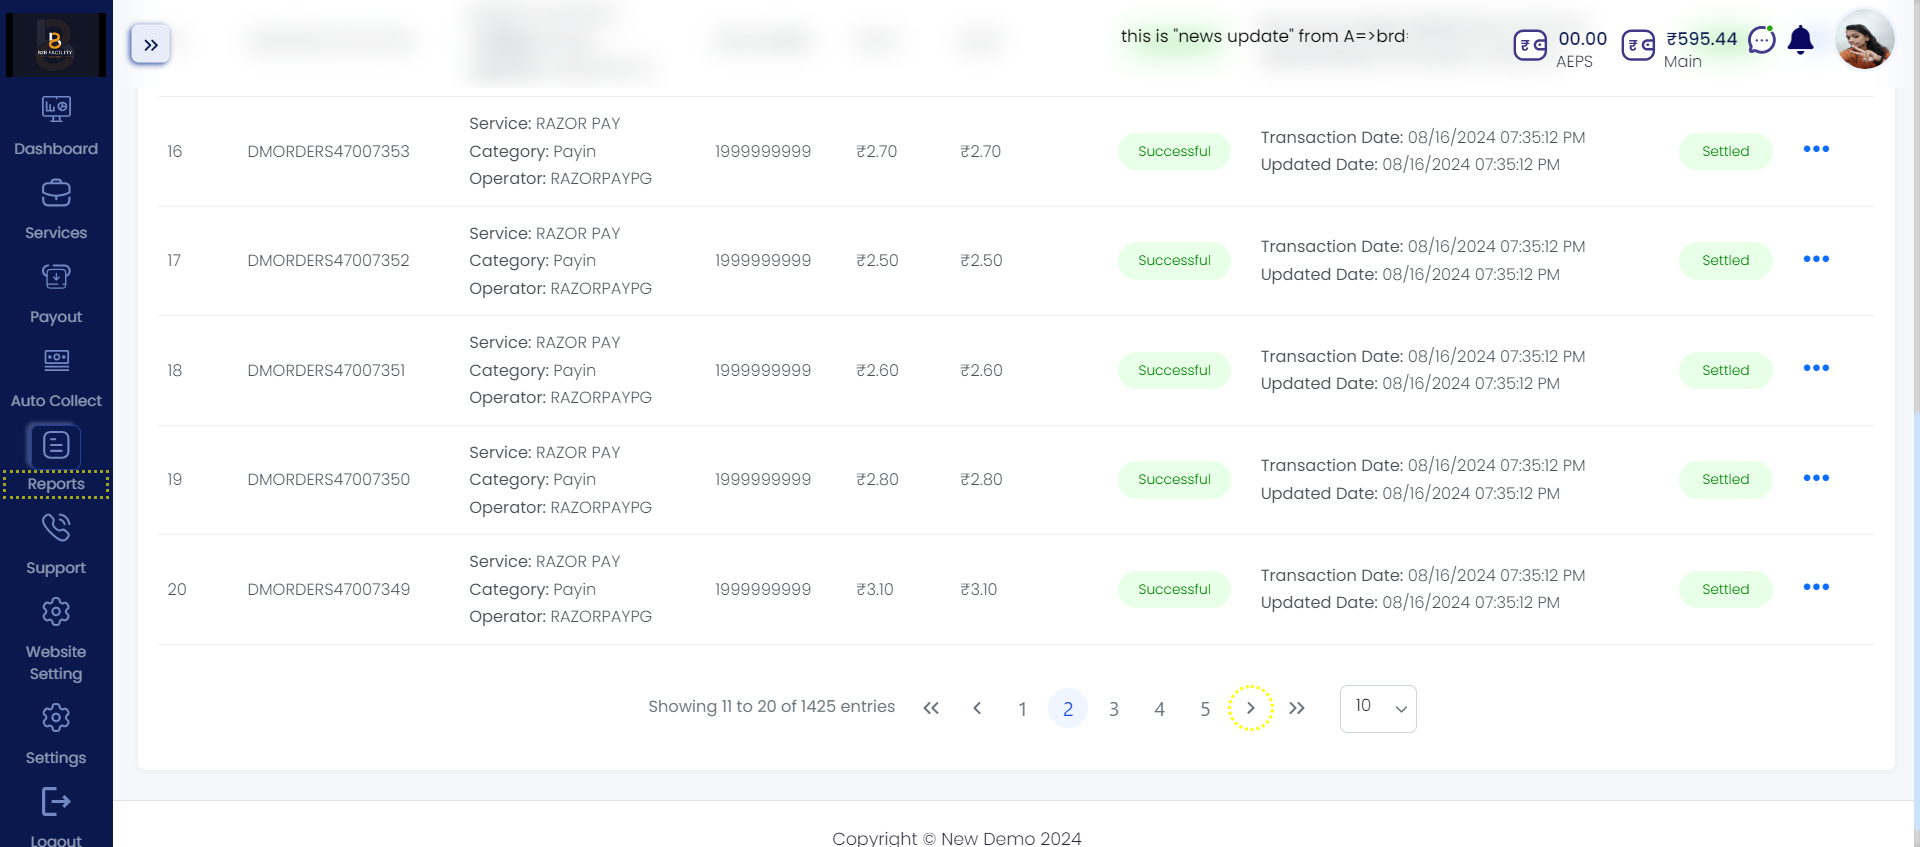 B2B FACILITY
this is "news update" from A=>brd
00.00
AEPS
₹595.44
Main
Dashboard
Services
Payout
Auto Collect
Reports
Support
Website
Setting
Settings
Logout
16
DMORDERS47007353
Service: RAZOR PAY
Category: Payin
Operator: RAZORPAYPG
1999999999
₹2.70
₹2.70
Successful
Transaction Date: 08/16/2024 07:35:12 PM
Updated Date: 08/16/2024 07:35:12 PM
Settled
17
DMORDERS47007352
Service: RAZOR PAY
Category: Payin
Operator: RAZORPAYPG
1999999999
₹2.50
₹2.50
Successful
Transaction Date: 08/16/2024 07:35:12 PM
Updated Date: 08/16/2024 07:35:12 PM
Settled
18
DMORDERS47007351
Service: RAZOR PAY
Category: Payin
Operator: RAZORPAYPG
1999999999
₹2.60
₹2.60
Successful
Transaction Date: 08/16/2024 07:35:12 PM
Updated Date: 08/16/2024 07:35:12 PM
Settled
19
DMORDERS47007350
Service: RAZOR PAY
Category: Payin
Operator: RAZORPAYPG
1999999999
₹2.80
₹2.80
Successful
Transaction Date: 08/16/2024 07:35:12 PM
Updated Date: 08/16/2024 07:35:12 PM
Settled
20
DMORDERS47007349
Service: RAZOR PAY
Category: Payin
Operator: RAZORPAYPG
1999999999
₹3.10
₹3.10
Successful
Transaction Date: 08/16/2024 07:35:12 PM
Updated Date: 08/16/2024 07:35:12 PM
Settled
Showing 11 to 20 of 1425 entries
1 2 3 4 5
10
Copyright © New Demo 2024